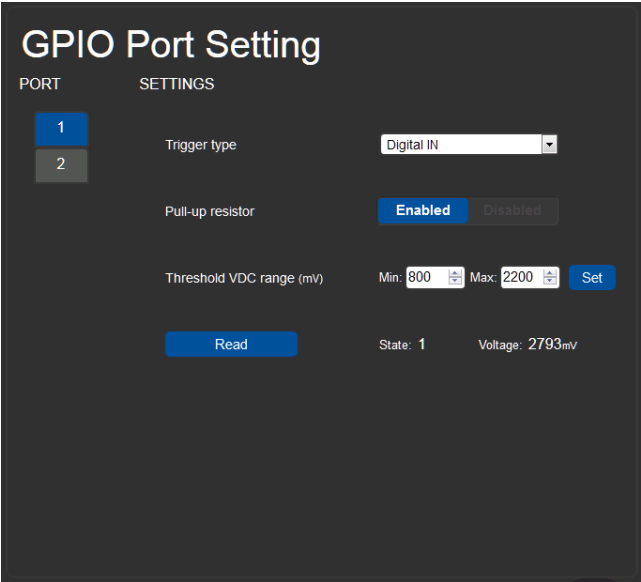 GPIO Port Setting
PORT SETTINGS
1
2
Trigger type Digital IN
Pull-up resistor Enabled Disabled
Threshold VDC range (mV) Min: 800 Max: 2200 Set
Read State: 1 Voltage: 2793mV